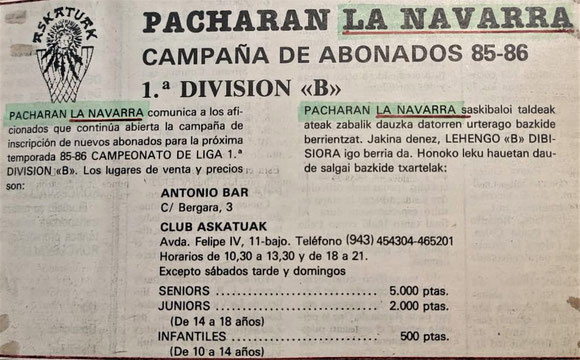 ASKATUAK
PACHARAN LA NAVARRA
CAMPAÑA DE ABONADOS 85-86
1.ª DIVISION «B»
PACHARAN LA NAVARRA comunica a los afi-
cionados que continúa abierta la campaña de
inscripción de nuevos abonados para la próxima
temporada 85-86 CAMPEONATO DE LIGA 1.ª
DIVISION «B». Los lugares de venta y precios
son:
PACHARAN LA NAVARRA saskibaloi taldeak
ateak zabalik dauzka datorren urterago bazkide
berrientzat. Jakina denez, LEHENGO «B» DIBI-
SIORA igo berria da. Honoko leku hauetan dau-
de salgai bazkide txartelak:
ANTONIO BAR
C/ Bergara, 3
CLUB ASKATUAK
Avda. Felipe IV, 11-bajo. Teléfono (943) 454304-465201
Horarios de 10,30 a 13,30 y de 18 a 21.
Excepto sábados tarde y domingos
SENIORS ........................ 5.000 ptas.
JUNIORS ........................ 2.000 ptas.
(De 14 a 18 años)
INFANTILES ..................... 500 ptas.
(De 10 a 14 años)